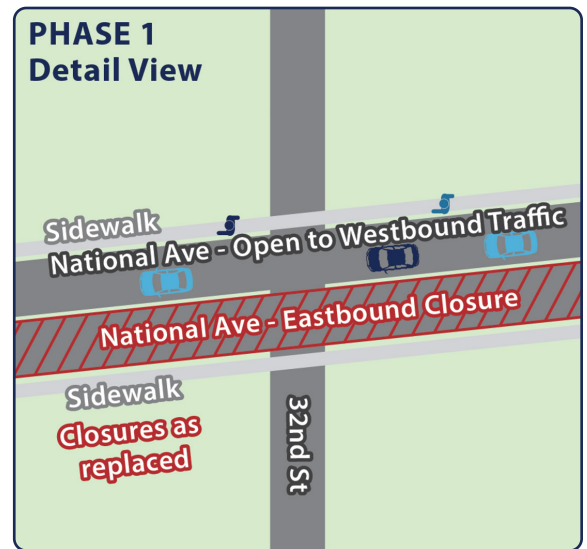 PHASE 1
Detail View
Sidewalk
National Ave - Open to Westbound Traffic
National Ave - Eastbound Closure
Sidewalk
Closures as
replaced
32nd St